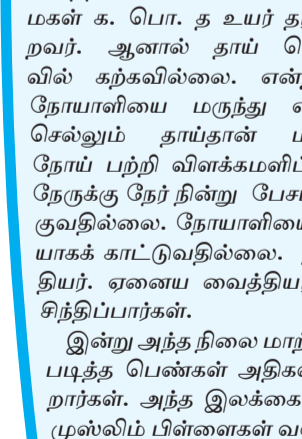 மகள் க. பொ. த உயர் த
றவர். ஆனால் தாய்
வில் கற்கவில்லை.
நோயாளியை மருந்து
செல்லும் தாய்தான்
நோய் பற்றி விளக்கமளிப்
நேருக்கு நேர் நின்று பேச
குவதில்லை. நோயாளியை
யாகக் காட்டுவதில்லை.
தியர். ஏனைய வைத்திய
சிந்திப்பார்கள்.
இன்று அந்த நிலை மாற்
படித்த பெண்கள் அதிக
றார்கள். அந்த இலக்கை
முஸ்லிம் பிள்ளைகள் வ